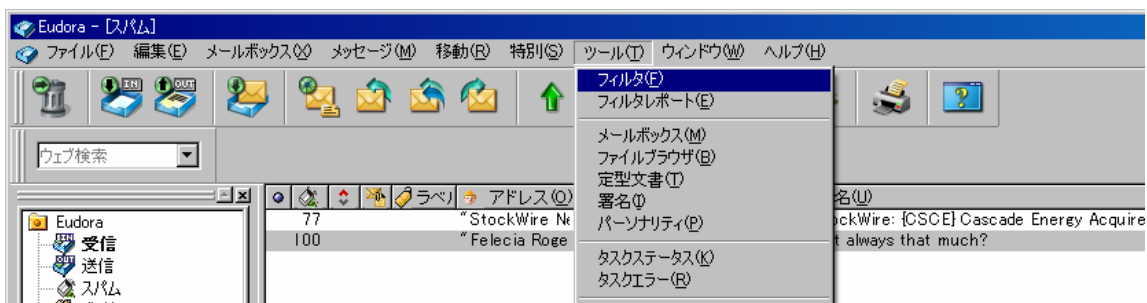 Eudora - [スパム]
ファイル(F) 編集(E) メールボックス(X) メッセージ(M) 移動(R) 特別(S) ツール(T) ウィンドウ(W) ヘルプ(H)
IN OUT
フィルタ(F)
フィルタレポート(E)
メールボックス(M)
ファイルブラウザ(B)
定型文書(T)
署名(I)
パーソナリティ(P)
タスクステータス(K)
タスクエラー(R)
ウェブ検索
ラベル アドレス(O) 名(U)
77 "StockWire Ne ockWire: {CSCE} Cascade Energy Acquire
100 "Felecia Roge t always that much?
Eudora
受信
送信
スパム